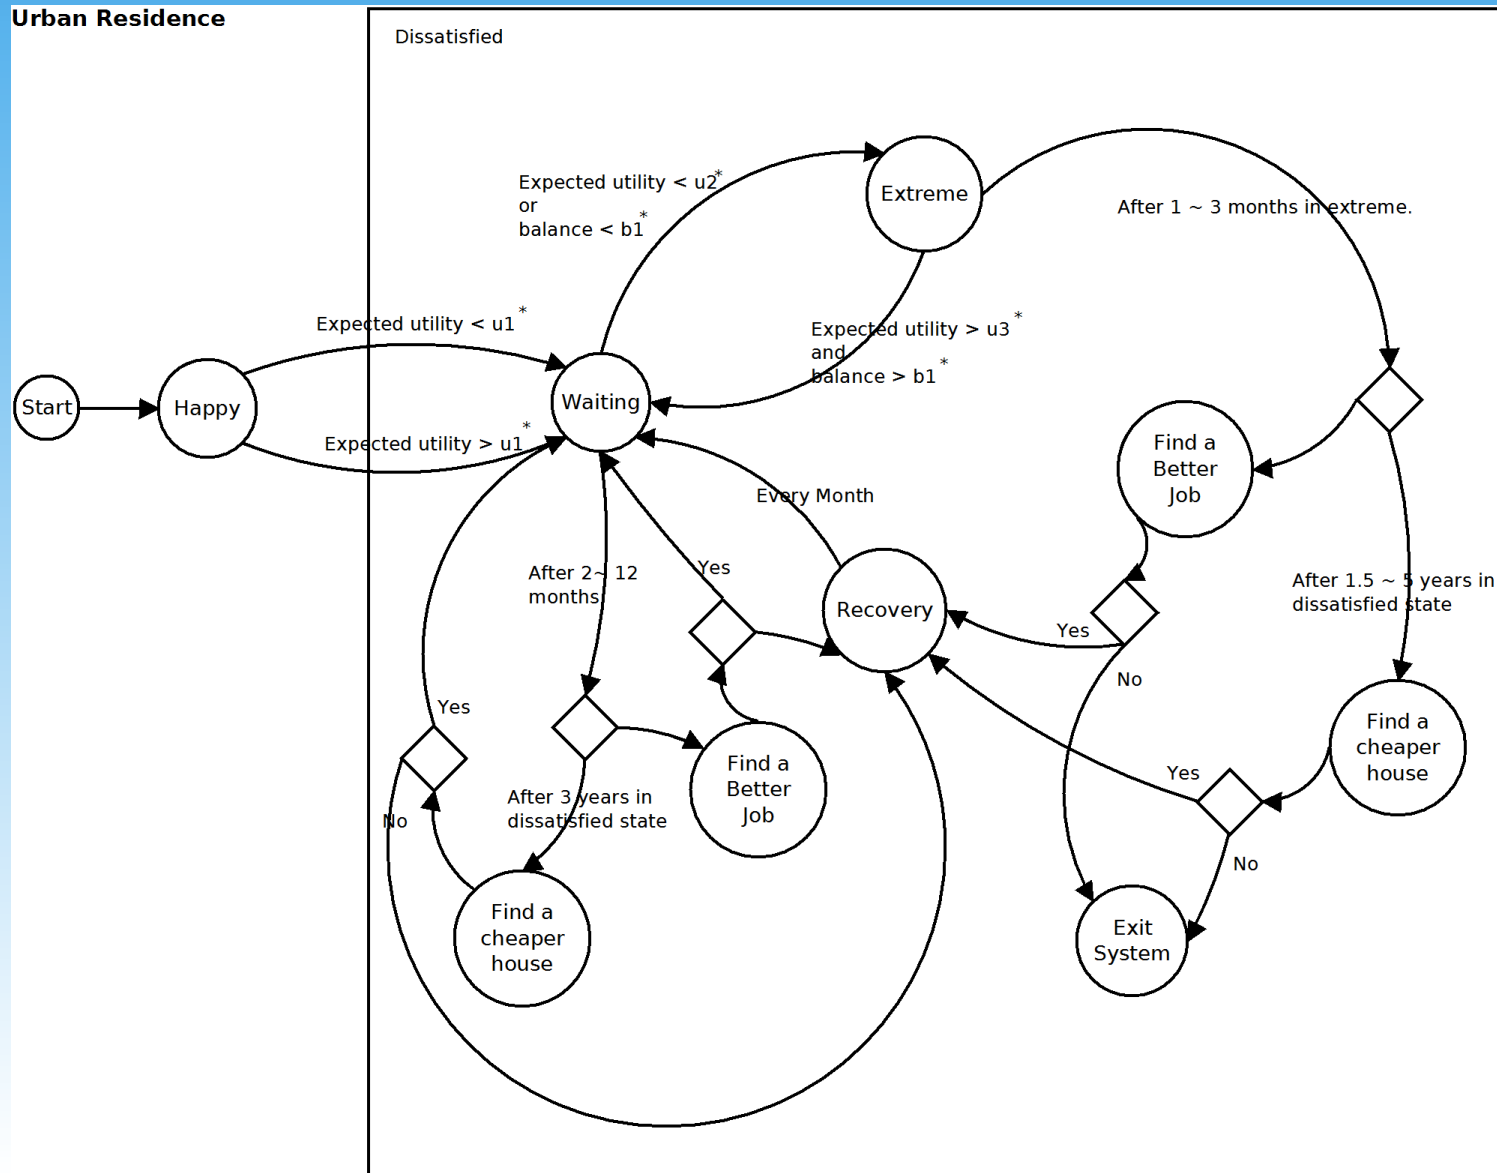 Urban Residence
Dissatisfied
Expected utility < u2*
or
balance < b1*
Extreme
After 1 ~ 3 months in extreme.
Expected utility < u1*
Expected utility > u3*
and
balance > b1*
Start
Happy
Waiting
Expected utility > u1*
Find a
Better
Job
Every Month
After 2~ 12
months
Yes
Recovery
After 1.5 ~ 5 years in
dissatisfied state
Yes
No
Yes
Find a
cheaper
house
Find a
Better
Job
Yes
After 3 years in
dissatisfied state
No
No
Find a
cheaper
house
Exit
System